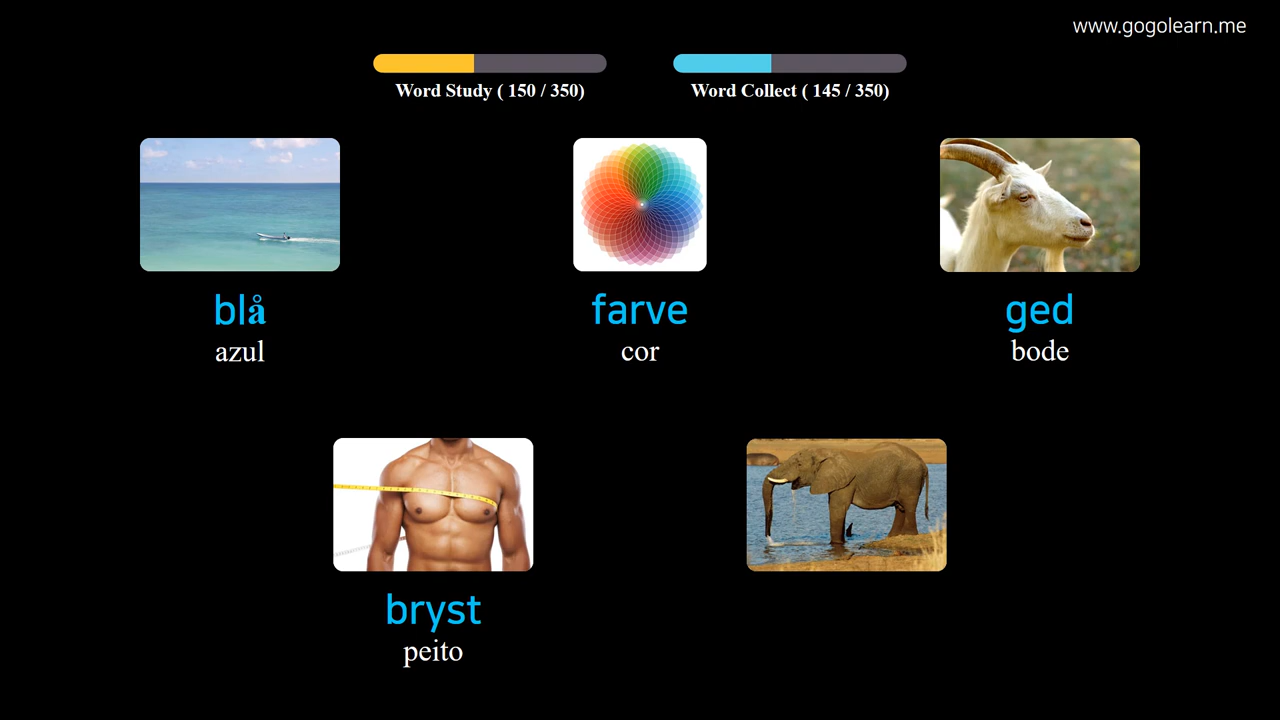 www.gogolearn.me
Word Study ( 150 / 350)
Word Collect ( 145 / 350)
blå
azul
farve
cor
ged
bode
bryst
peito